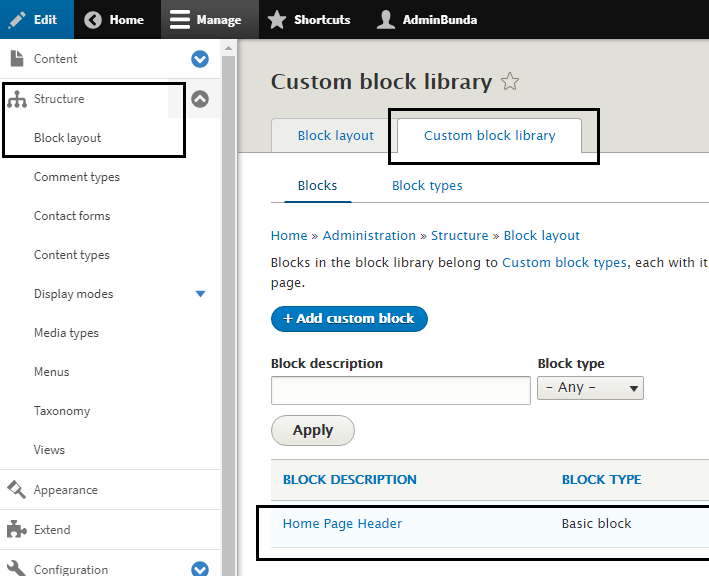 Edit Home Manage Shortcuts AdminBunda
Content
Structure
Block layout
Comment types
Contact forms
Content types
Display modes
Media types
Menus
Taxonomy
Views
Appearance
Extend
Configuration
Custom block library
Block layout Custom block library
Blocks Block types
Home » Administration » Structure » Block layout
Blocks in the block library belong to Custom block types, each with it
page.
+ Add custom block
Block description Block type
- Any -
Apply
BLOCK DESCRIPTION BLOCK TYPE
Home Page Header Basic block